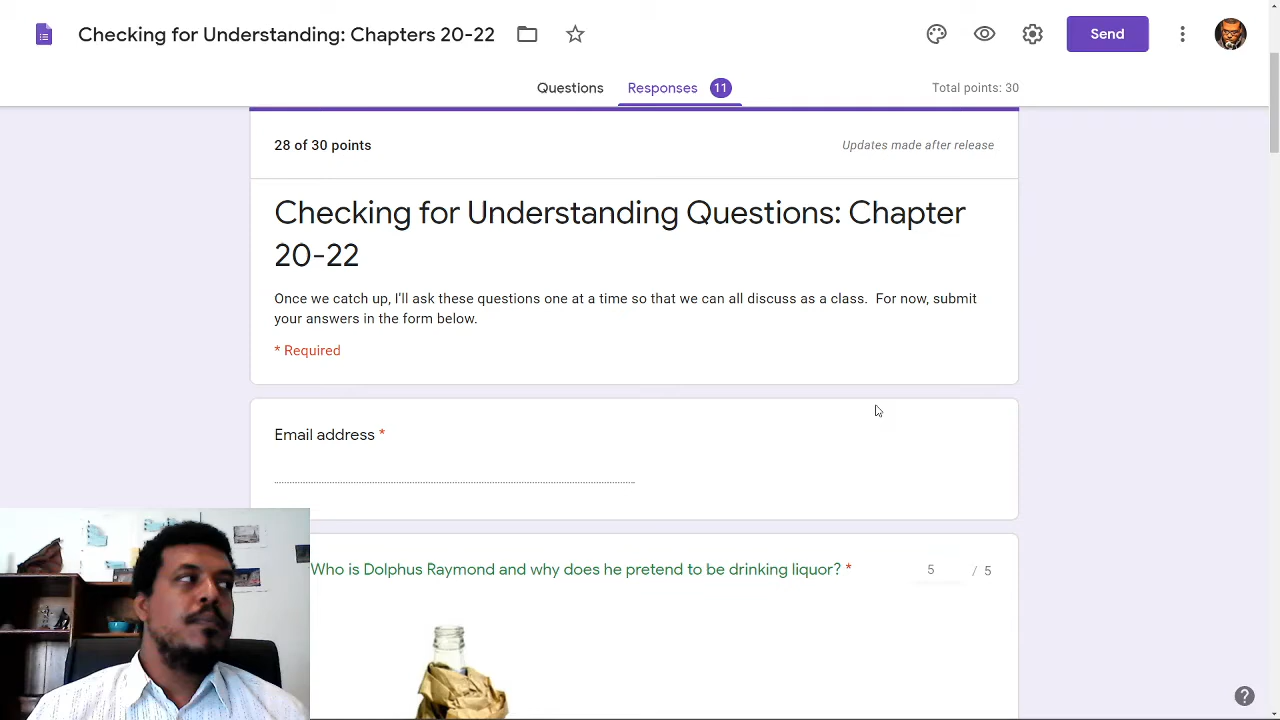 Checking for Understanding: Chapters 20-22
Send
Questions
Responses 11
Total points: 30
28 of 30 points
Updates made after release
Checking for Understanding Questions: Chapter
20-22
Once we catch up, I'll ask these questions one at a time so that we can all discuss as a class. For now, submit
your answers in the form below.
* Required
Email address *
Who is Dolphus Raymond and why does he pretend to be drinking liquor? *
5 / 5